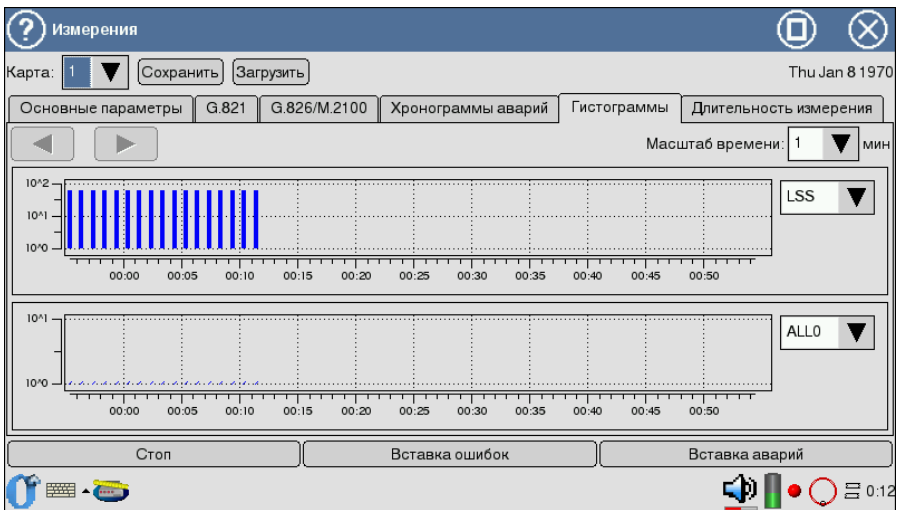 Измерения
Карта: 1 Сохранить Загрузить Thu Jan 8 1970
Основные параметры G.821 G.826/M.2100 Хронограммы аварий Гистограммы Длительность измерения
Масштаб времени: 1 мин
10^2
10^1
10^0
LSS
00:00 00:05 00:10 00:15 00:20 00:25 00:30 00:35 00:40 00:45 00:50
10^1
10^0
ALL0
00:00 00:05 00:10 00:15 00:20 00:25 00:30 00:35 00:40 00:45 00:50
Стоп Вставка ошибок Вставка аварий
0:12